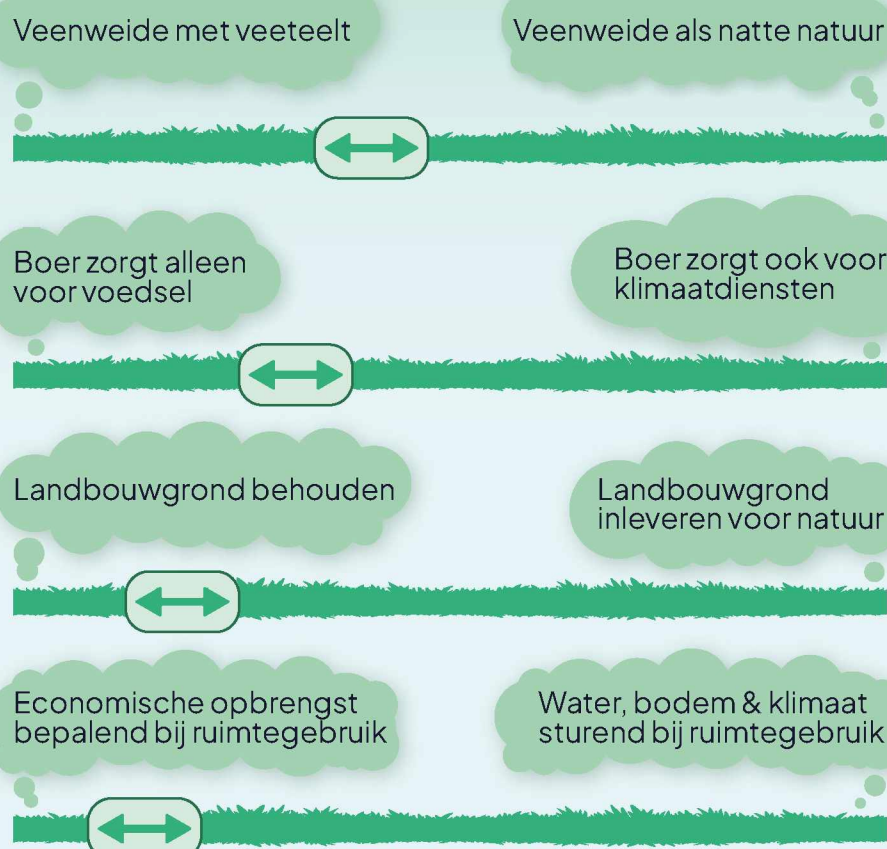 Veenweide met veeteelt
Veenweide als natte natuur
Boer zorgt alleen
voor voedsel
Boer zorgt ook voor
klimaatdiensten
Landbouwgrond behouden
Landbouwgrond
inleveren voor natuur
Economische opbrengst
bepalend bij ruimtegebruik
Water, bodem & klimaat
sturend bij ruimtegebruik